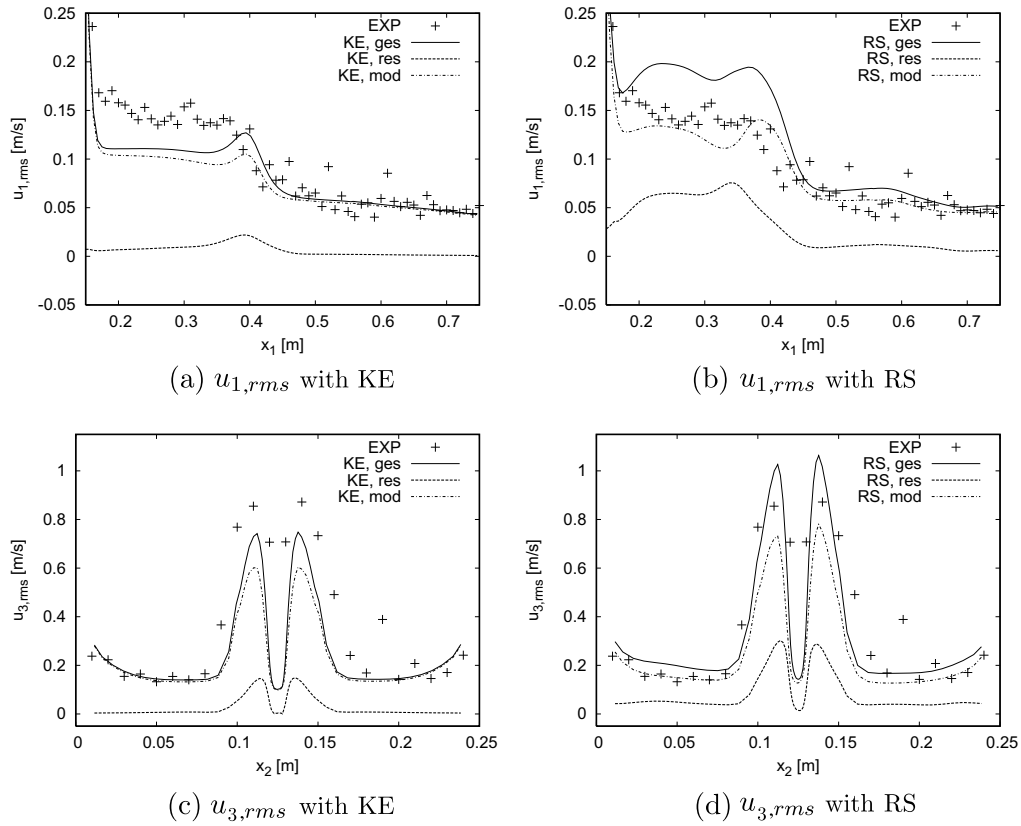 0.25
0.2
0.15
0.1
0.05
0
-0.05
u1,rms [m/s]
0.2 0.3 0.4 0.5 0.6 0.7
x1 [m]
EXP
KE, ges
KE, res
KE, mod
(a) u1,rms with KE
0.25
0.2
0.15
0.1
0.05
0
-0.05
u1,rms [m/s]
0.2 0.3 0.4 0.5 0.6 0.7
x1 [m]
EXP
RS, ges
RS, res
RS, mod
(b) u1,rms with RS
1
0.8
0.6
0.4
0.2
0
u3,rms [m/s]
0 0.05 0.1 0.15 0.2 0.25
x2 [m]
EXP
KE, ges
KE, res
KE, mod
(c) u3,rms with KE
1
0.8
0.6
0.4
0.2
0
u3,rms [m/s]
0 0.05 0.1 0.15 0.2 0.25
x2 [m]
EXP
RS, ges
RS, res
RS, mod
(d) u3,rms with RS